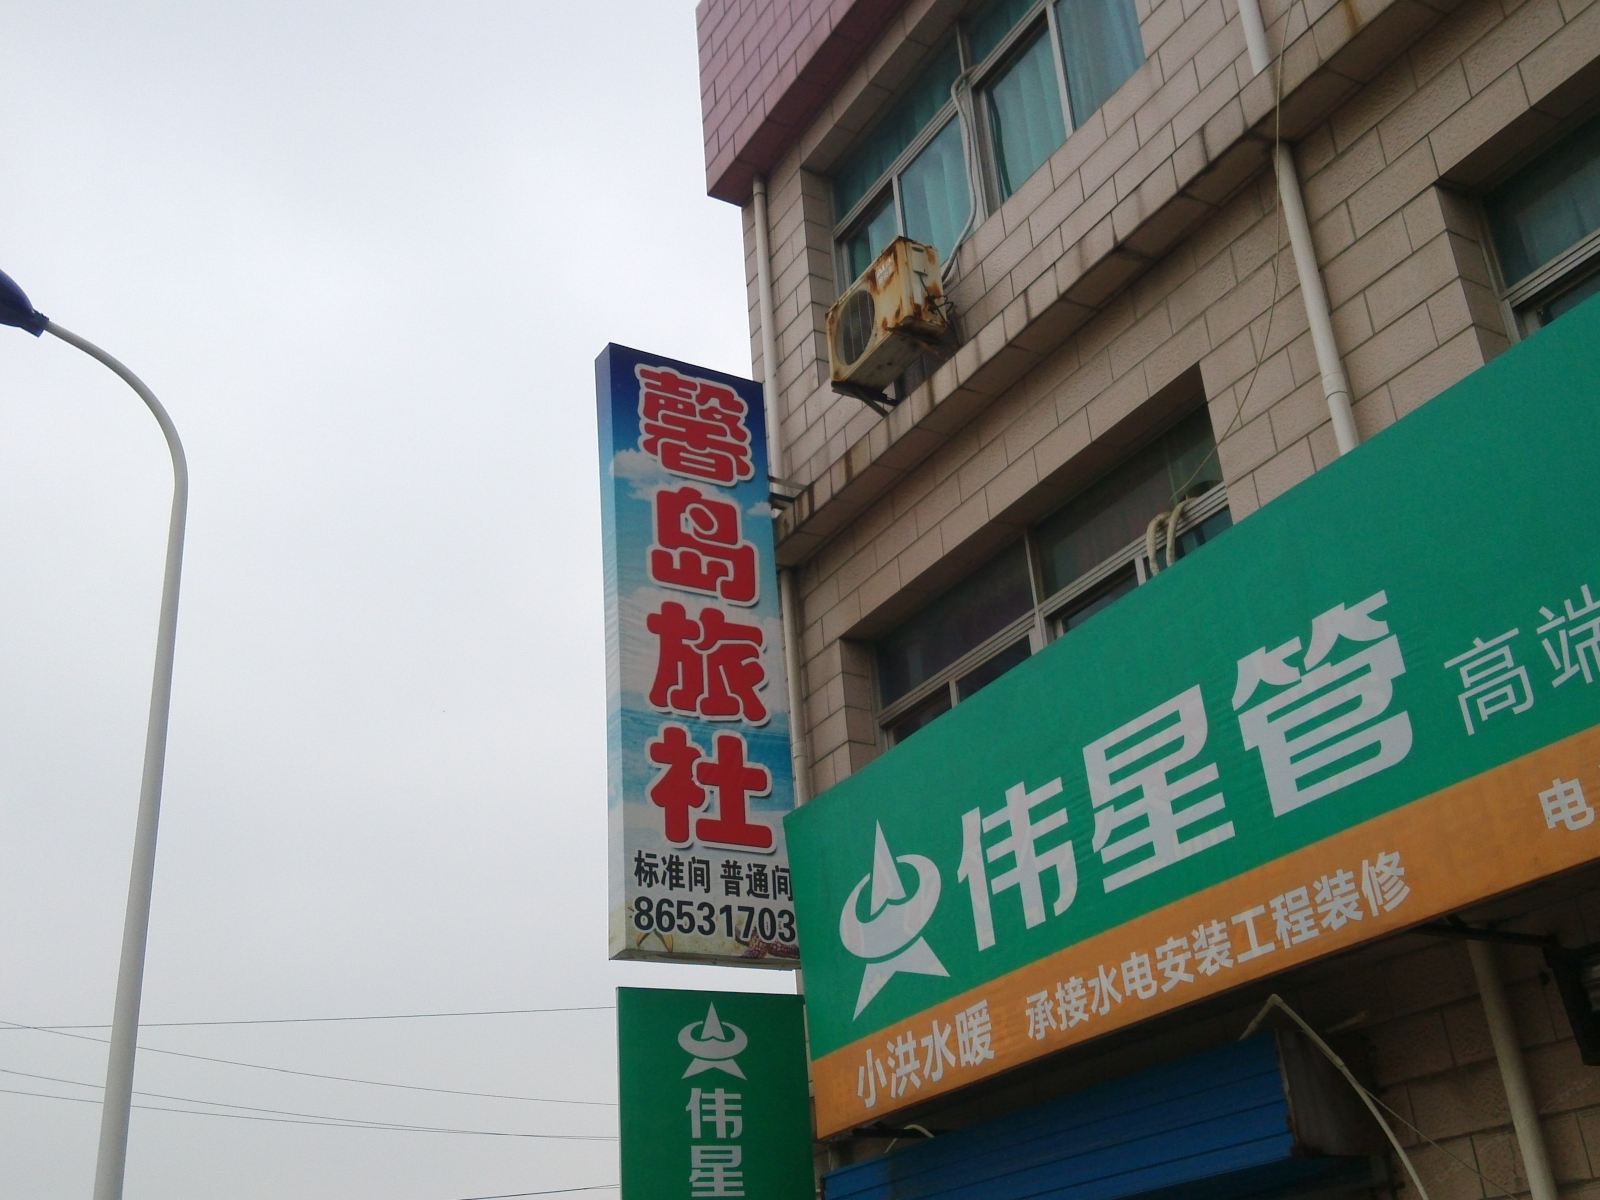 馨岛旅社
标准间 普通间
86531703
伟星管
高端
电
小洪水暖 承接水电安装工程装修
伟星